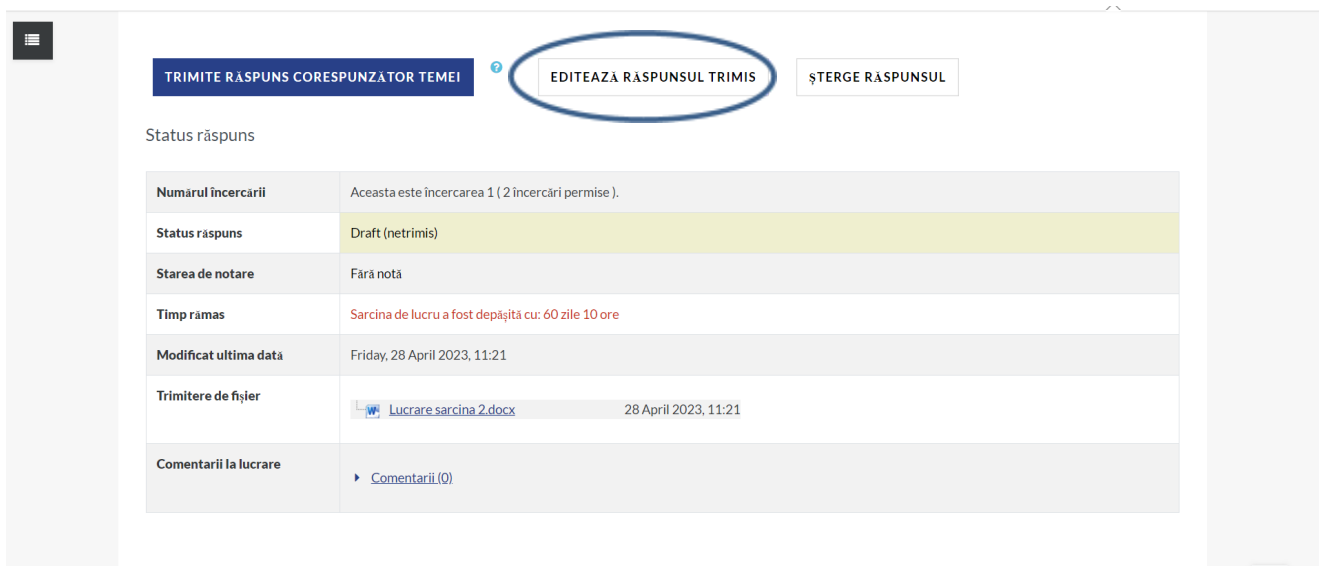 TRIMITE RĂSPUNS CORESPUNZĂTOR TEMEI ? EDITEAZĂ RĂSPUNSUL TRIMIS ȘTERGE RĂSPUNSUL
Status răspuns
Numărul încercării Aceasta este încercarea 1 ( 2 încercări permise ).
Status răspuns Draft (netrimis)
Starea de notare Fără notă
Timp rămas Sarcina de lucru a fost depășită cu: 60 zile 10 ore
Modificat ultima dată Friday, 28 April 2023, 11:21
Trimitere de fișier
Lucrare sarcina 2.docx 28 April 2023, 11:21
Comentarii la lucrare
Comentarii (0)